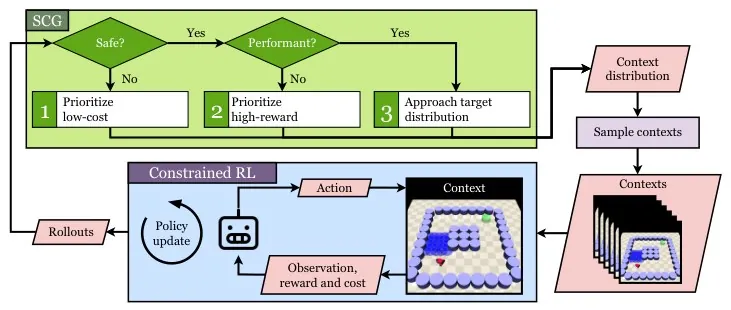 SCG
Safe?
Yes
Performant?
Yes
No
No
1
Prioritize
low-cost
2
Prioritize
high-reward
3
Approach target
distribution
Context
distribution
Sample contexts
Contexts
Constrained RL
Action
Context
Policy
update
Observation,
reward and cost
Rollouts